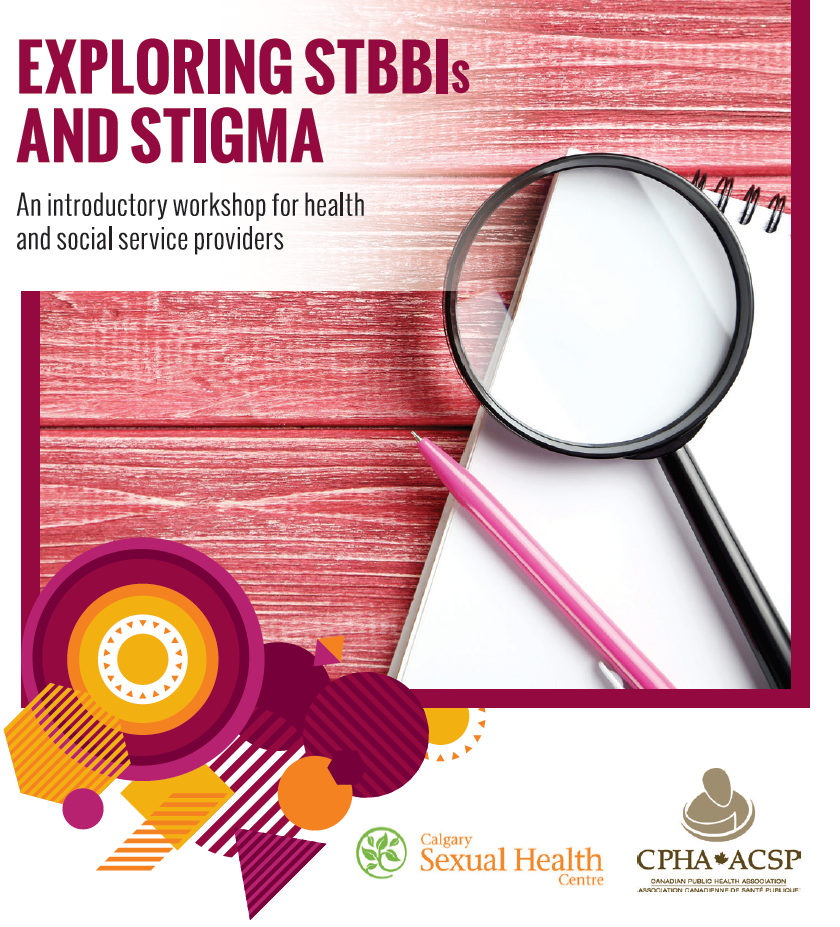 EXPLORING STBBIs
AND STIGMA
An introductory workshop for health
and social service providers
Calgary
Sexual Health
Centre
CPHA ACSP
CANADIAN PUBLIC HEALTH ASSOCIATION
ASSOCIATION CANADIENNE DE SANTÉ PUBLIQUE